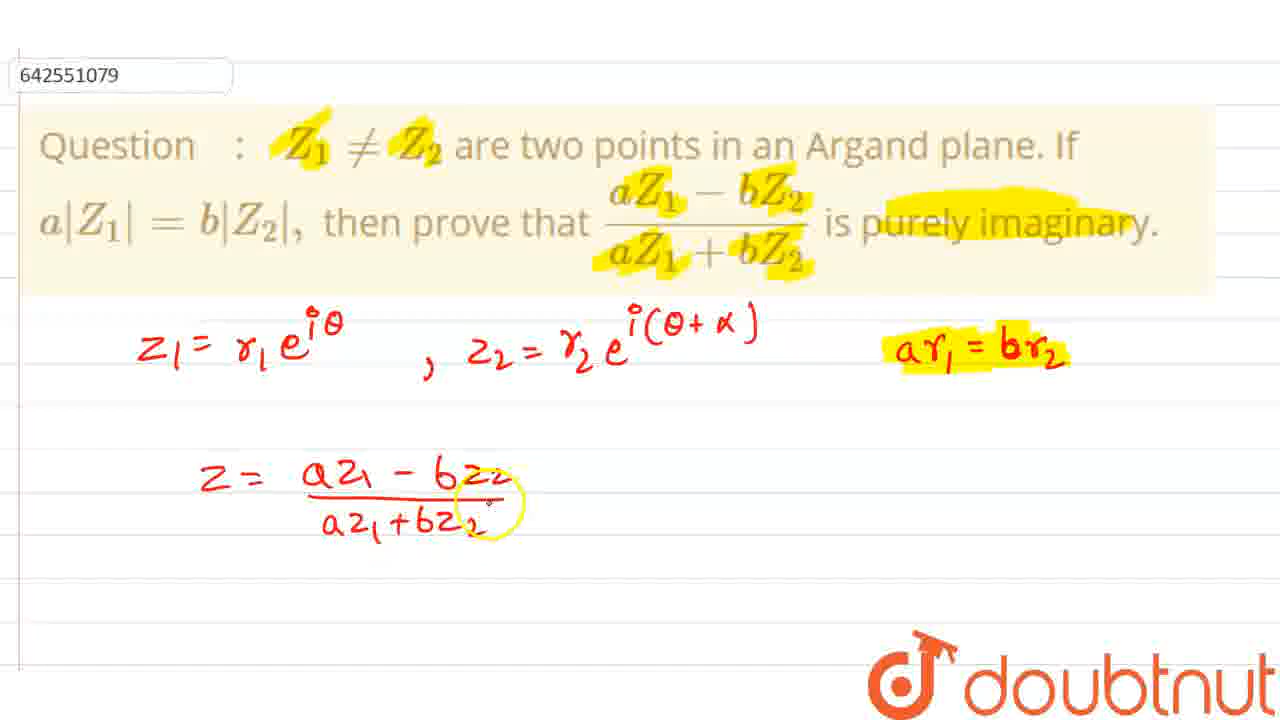 642551079
Question : Z₁ ≠ Z₂ are two points in an Argand plane. If
a|Z₁| = b|Z₂|, then prove that (aZ₁ − bZ₂)/(aZ₁ + bZ₂) is purely imaginary.
z₁ = r₁e^{iθ} , z₂ = r₂e^{i(θ+α)} ar₁ = br₂
z = (az₁ − bz₂)/(az₁ + bz₂)
doubtnut